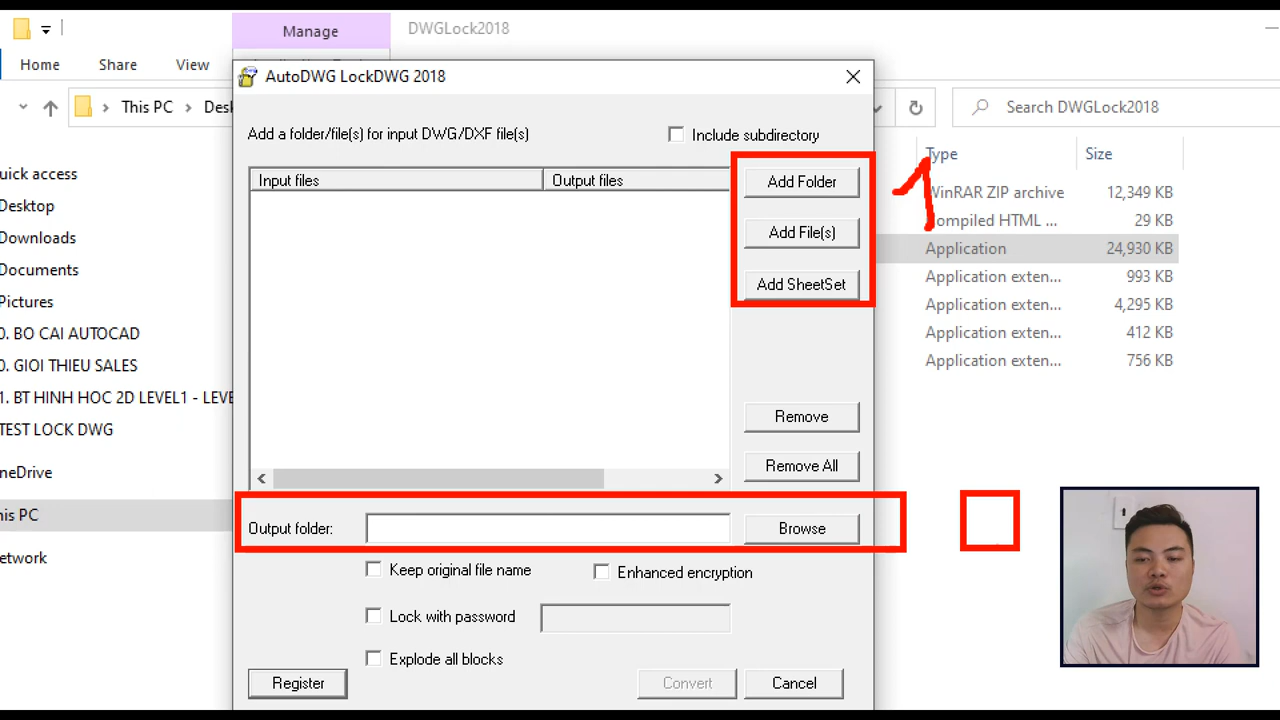 Manage
DWGLock2018
Home
Share
View
AutoDWG LockDWG 2018
This PC
Desk
Search DWGLock2018
Add a folder/file(s) for input DWG/DXF file(s)
Include subdirectory
Input files
Output files
Add Folder
Add File(s)
Add SheetSet
Remove
Remove All
Output folder:
Browse
Keep original file name
Enhanced encryption
Lock with password
Explode all blocks
Register
Convert
Cancel
uick access
Desktop
Downloads
Documents
Pictures
0. BO CAI AUTOCAD
0. GIOI THIEU SALES
1. BT HINH HOC 2D LEVEL1 - LEVE
TEST LOCK DWG
neDrive
his PC
etwork
1
Type
Size
WinRAR ZIP archive
12,349 KB
ompiled HTML ...
29 KB
Application
24,930 KB
Application exten...
993 KB
Application exten...
4,295 KB
Application exten...
412 KB
Application exten...
756 KB